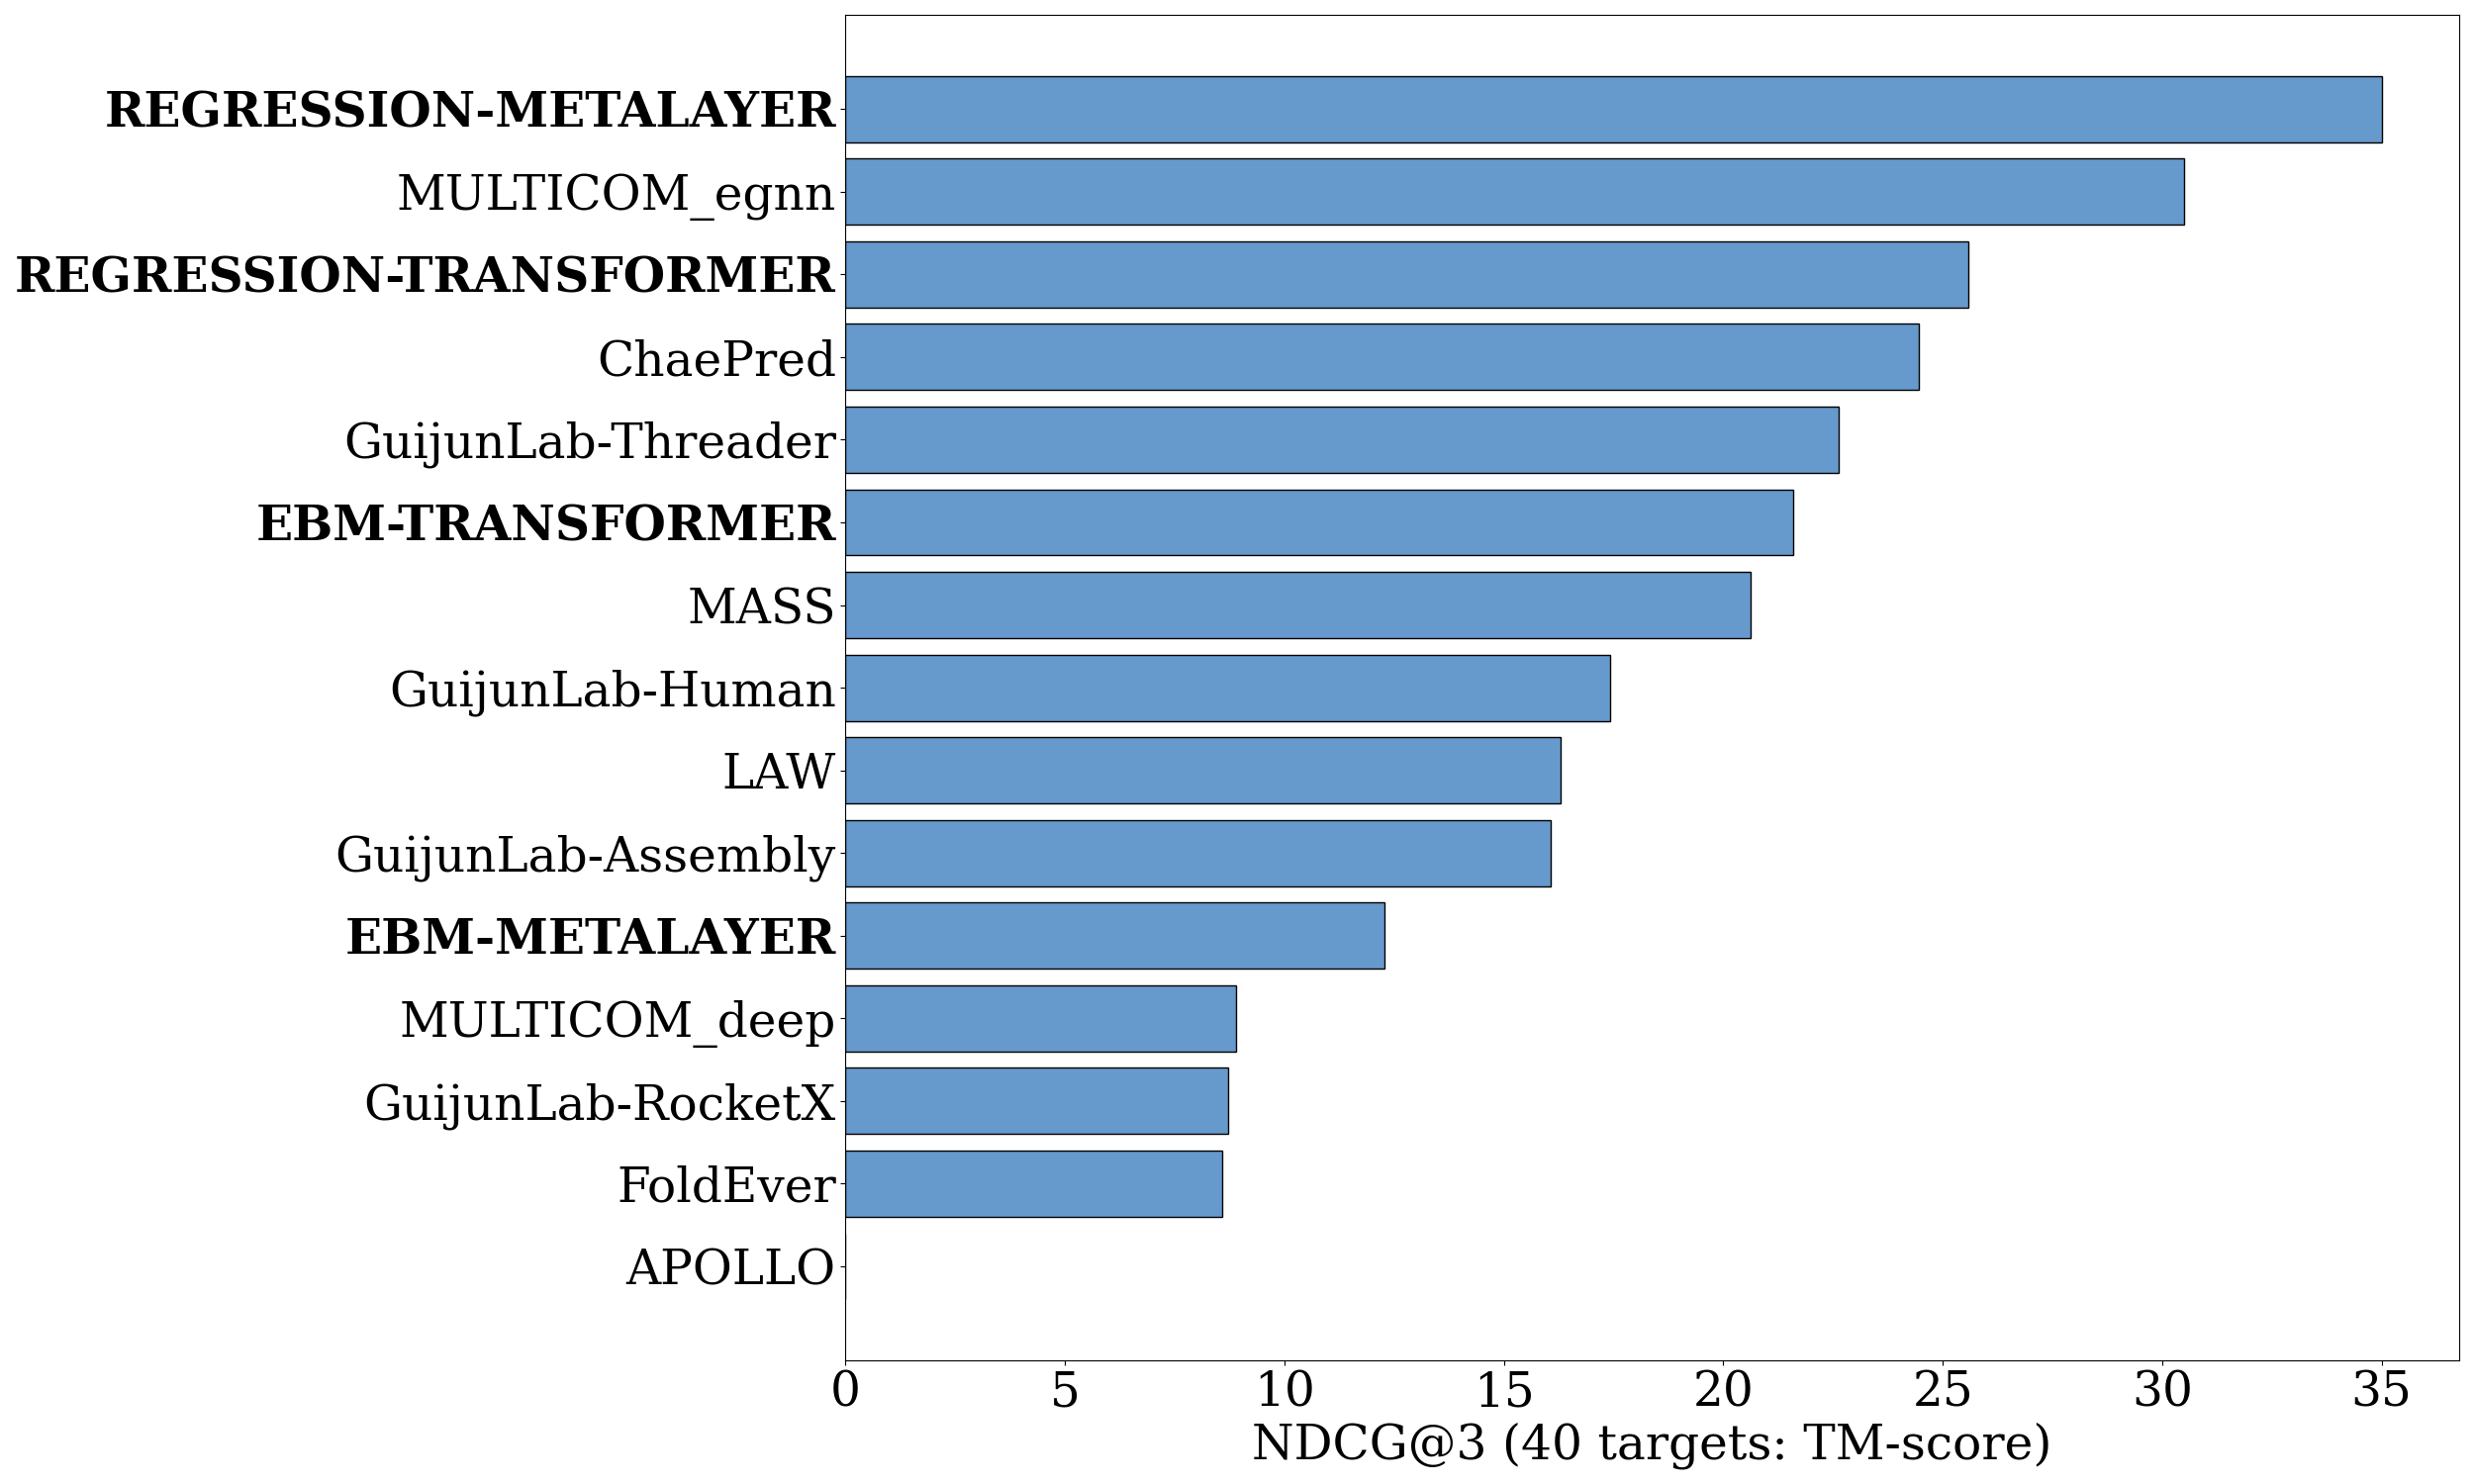 REGRESSION-METALAYER
MULTICOM_egnn
REGRESSION-TRANSFORMER
ChaePred
GuijunLab-Threader
EBM-TRANSFORMER
MASS
GuijunLab-Human
LAW
GuijunLab-Assembly
EBM-METALAYER
MULTICOM_deep
GuijunLab-RocketX
FoldEver
APOLLO
0 5 10 15 20 25 30 35
NDCG@3 (40 targets: TM-score)